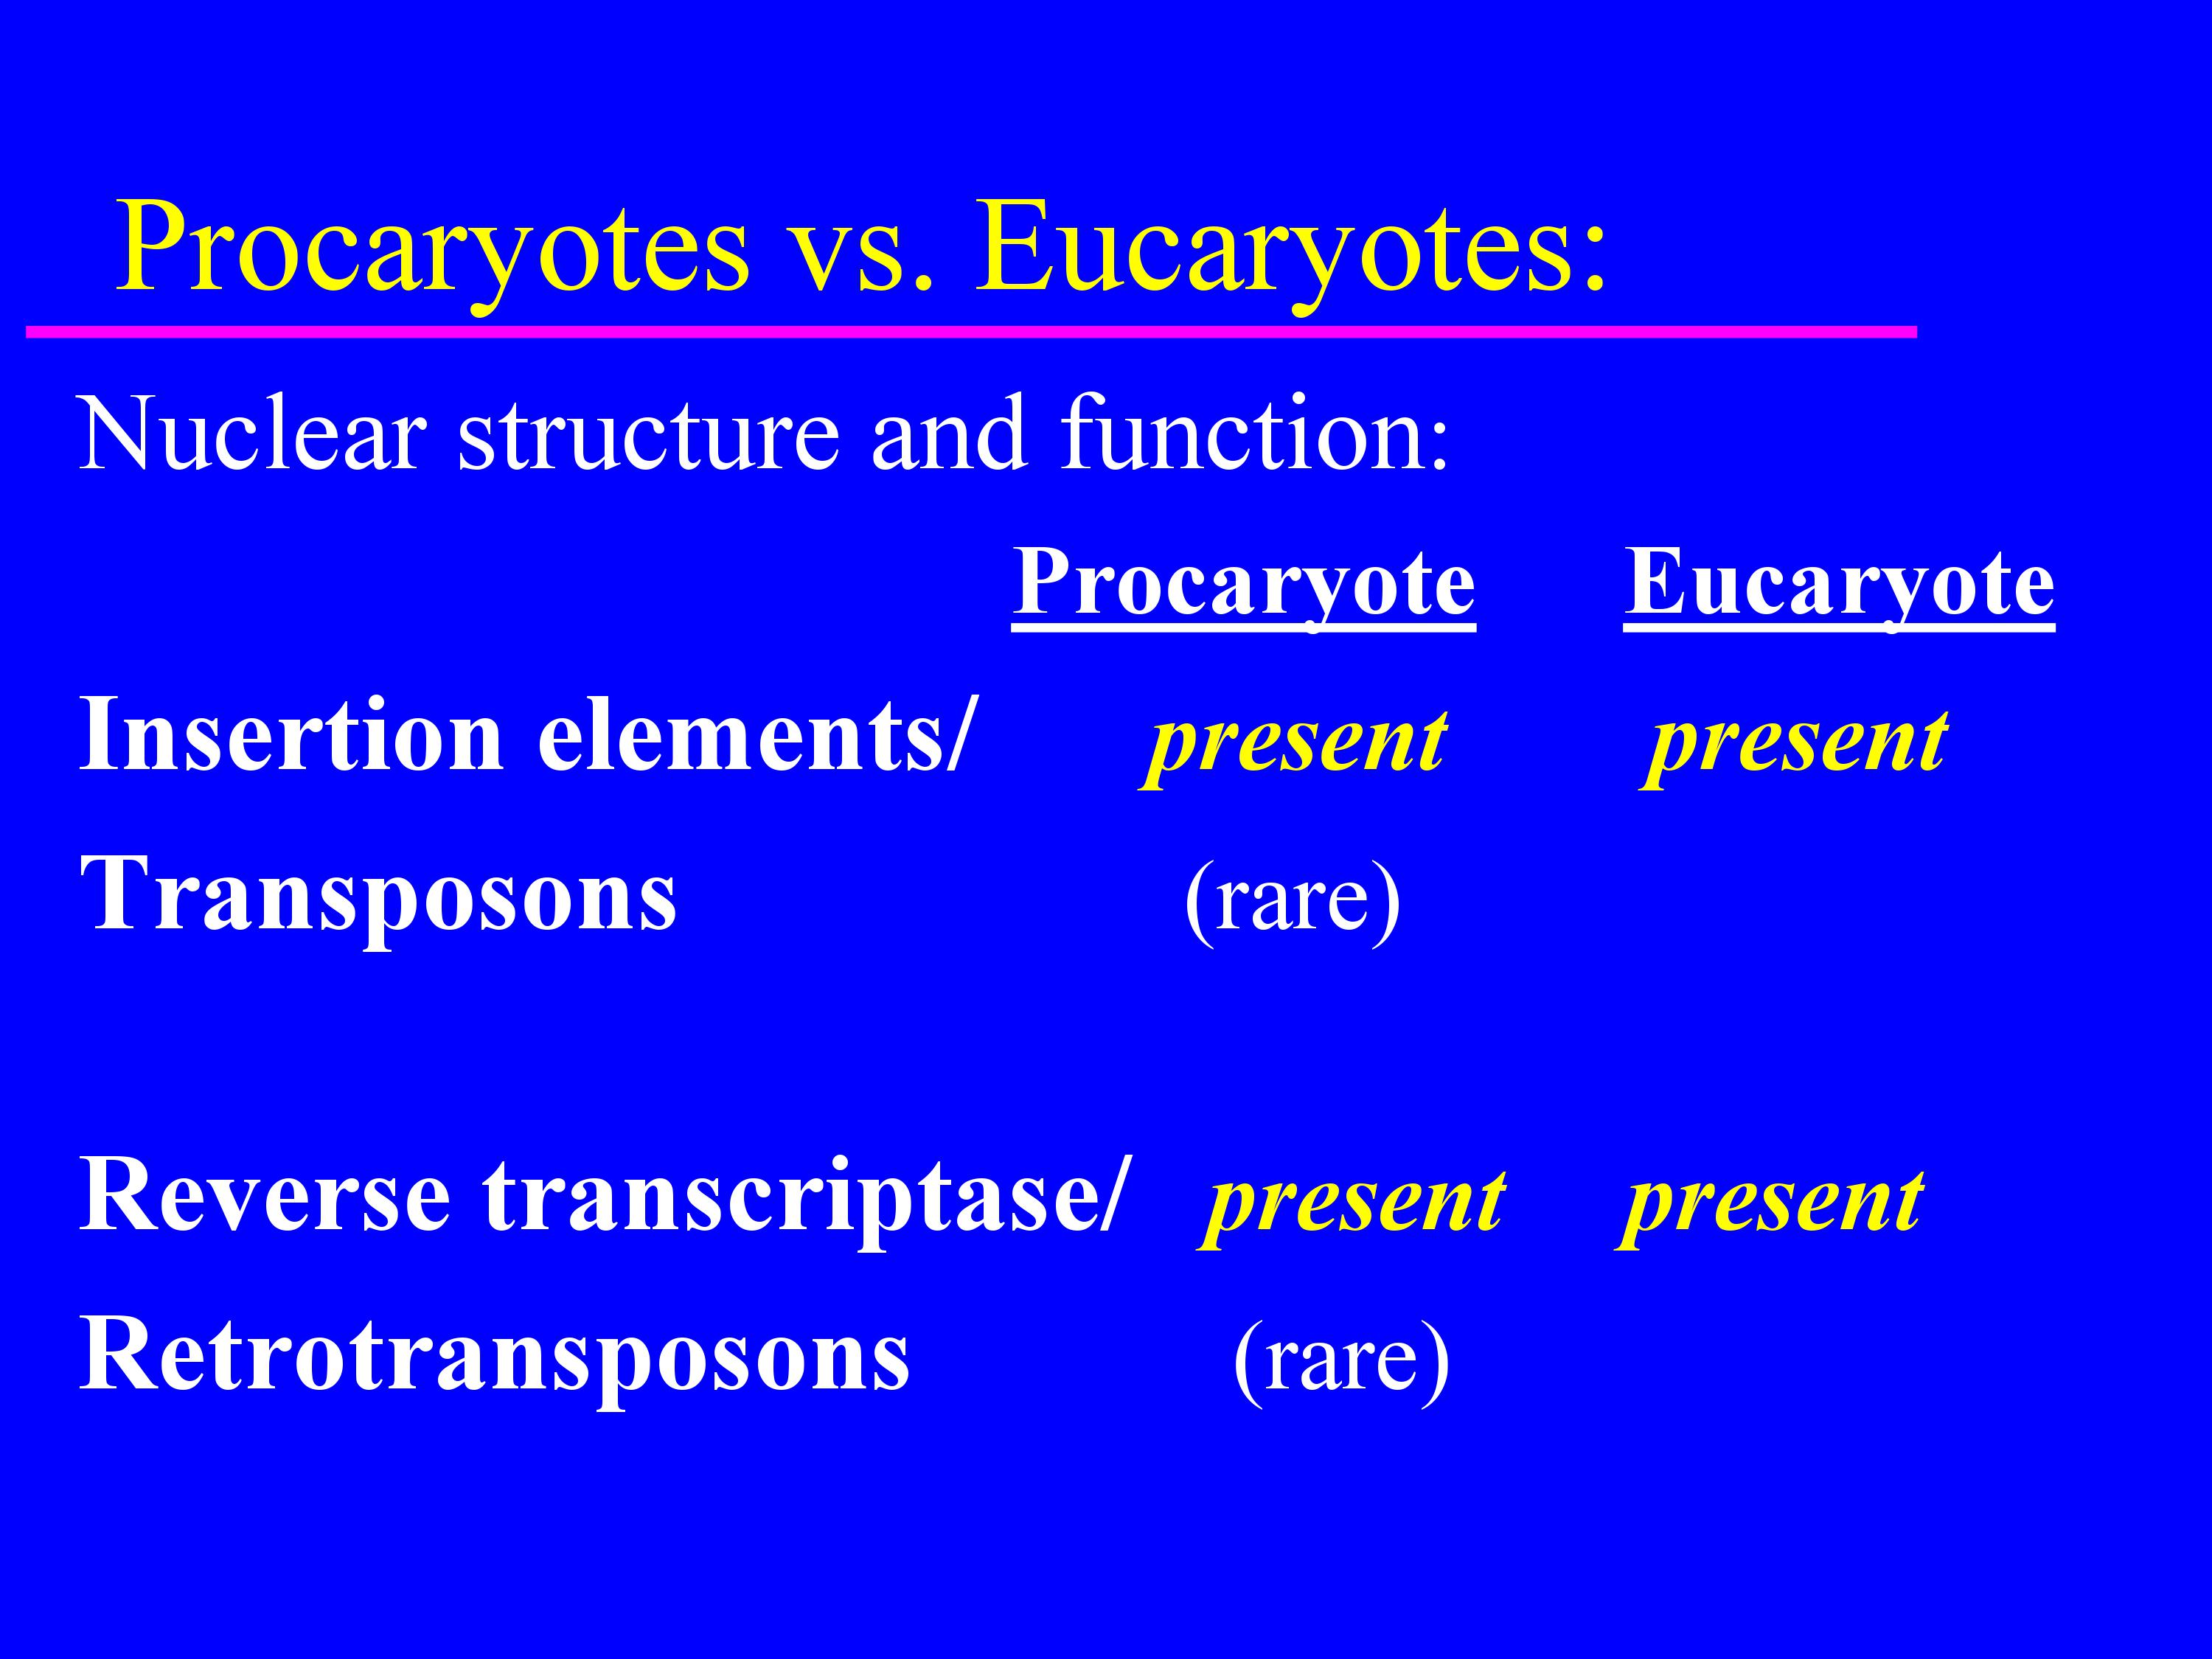 Procaryotes vs. Eucaryotes:
Nuclear structure and function:
Procaryote Eucaryote
Insertion elements/ present present
Transposons (rare)
Reverse transcriptase/ present present
Retrotransposons (rare)